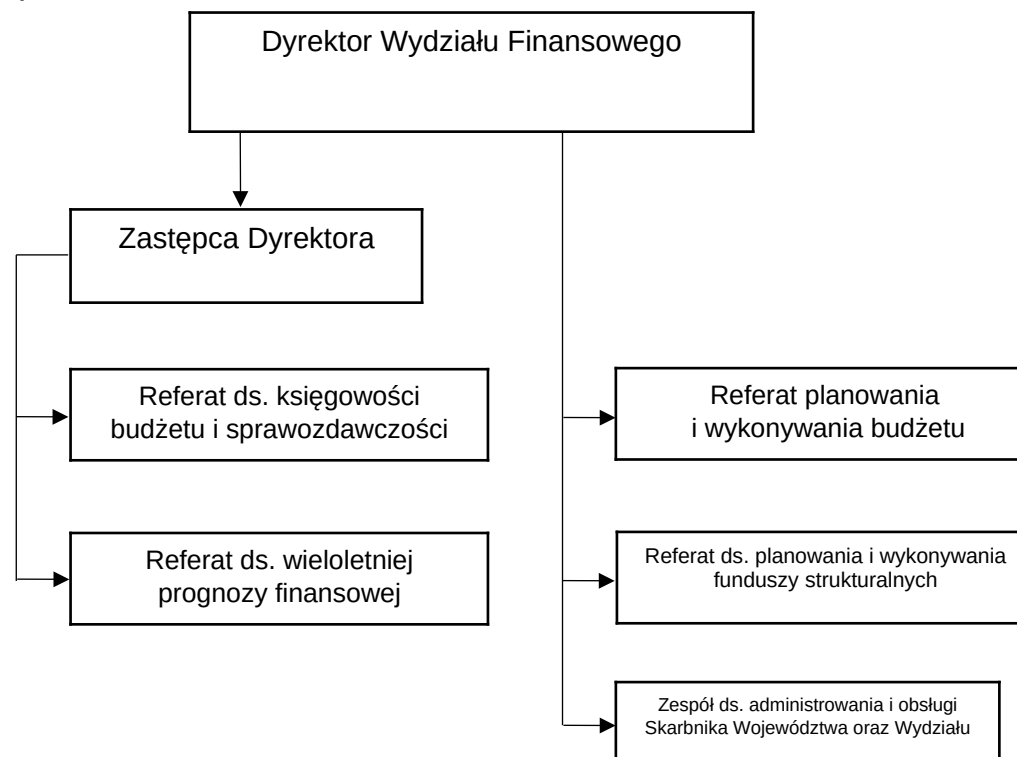 Dyrektor Wydziału Finansowego
Zastępca Dyrektora
Referat ds. księgowości
budżetu i sprawozdawczości
Referat planowania
i wykonywania budżetu
Referat ds. wieloletniej
prognozy finansowej
Referat ds. planowania i wykonywania
funduszy strukturalnych
Zespół ds. administrowania i obsługi
Skarbnika Województwa oraz Wydziału